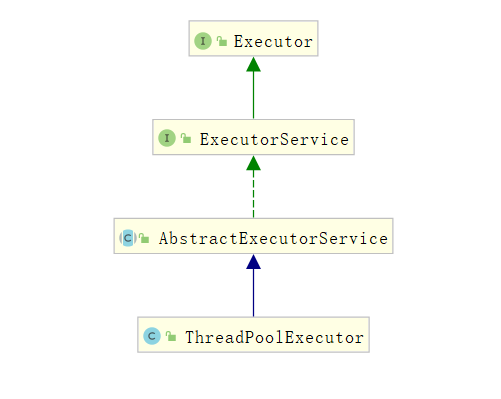 I Executor
I ExecutorService
C AbstractExecutorService
C ThreadPoolExecutor